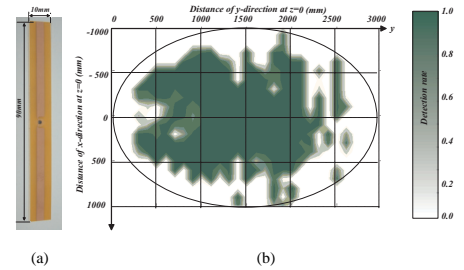 10mm
98mm
(a)
Distance of y-direction at z=0 (mm)
0 500 1000 1500 2000 2500 3000 y
-1000
-500
0
500
1000
Distance of x-direction at z=0 (mm)
(b)
1.0
0.8
0.6
0.4
0.2
0.0
Detection rate